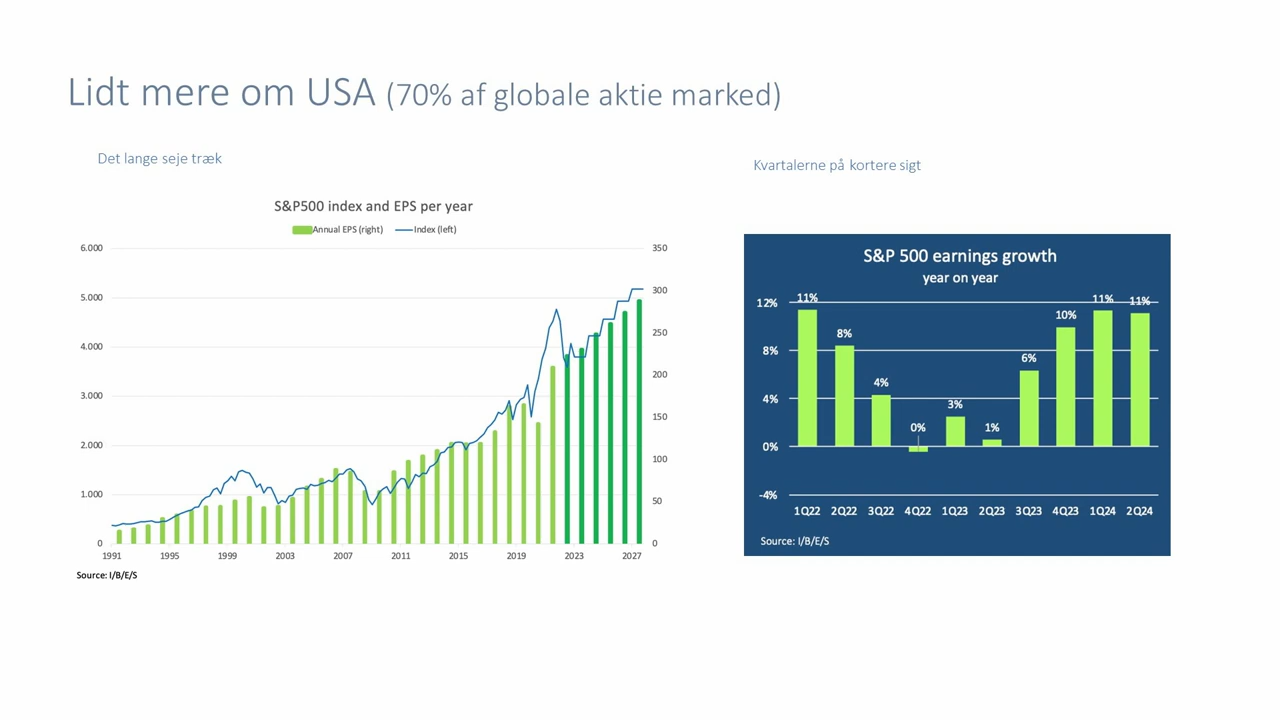 Lidt mere om USA (70% af globale aktie marked)
Det lange seje træk
S&P500 index and EPS per year
Annual EPS (right) Index (left)
6.000 350
5.000 300
4.000 250
3.000 200
2.000 150
1.000 100
0 50
0
1991 1995 1999 2003 2007 2011 2015 2019 2023 2027
Source: I/B/E/S
Kvartalerne på kortere sigt
S&P 500 earnings growth
year on year
12% 11% 8% 4% 0% 3% 1% 6% 10% 11% 11%
8%
4%
0%
-4%
1Q22 2Q22 3Q22 4Q22 1Q23 2Q23 3Q23 4Q23 1Q24 2Q24
Source: I/B/E/S